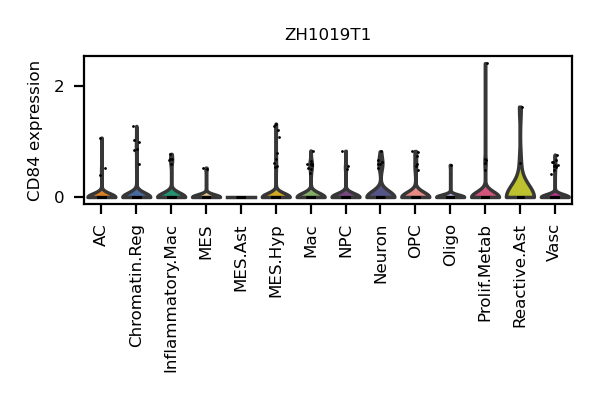 ZH1019T1
CD84 expression
2
0
AC
Chromatin.Reg
Inflammatory.Mac
MES
MES.Ast
MES.Hyp
Mac
NPC
Neuron
OPC
Oligo
Prolif.Metab
Reactive.Ast
Vasc